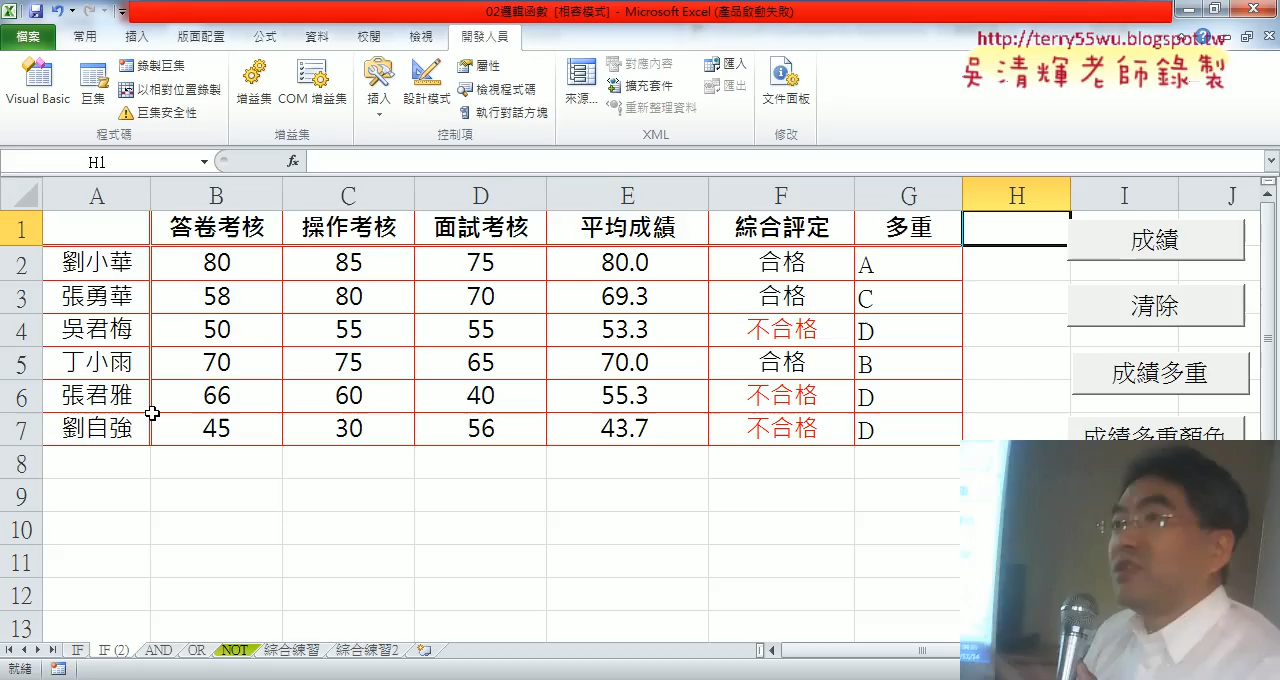 02邏輯函數 [相容模式] - Microsoft Excel (產品啟動失敗)
檔案 常用 插入 版面配置 公式 資料 校閱 檢視 開發人員
http://terry55wu.blogspot.tw
吳清輝老師錄製
Visual Basic 巨集 錄製巨集 以相對位置錄製 巨集安全性 程式碼
增益集 COM 增益集 增益集
插入 設計模式 屬性 檢視程式碼 執行對話方塊 控制項
來源... 對應內容 擴充套件 重新整理資料 匯入 匯出 XML
文件面板 修改
H1 fx
A B C D E F G H I J
1 答卷考核 操作考核 面試考核 平均成績 綜合評定 多重
2 劉小華 80 85 75 80.0 合格 A
3 張勇華 58 80 70 69.3 合格 C
4 吳君梅 50 55 55 53.3 不合格 D
5 丁小雨 70 75 65 70.0 合格 B
6 張君雅 66 60 40 55.3 不合格 D
7 劉自強 45 30 56 43.7 不合格 D
8
9
10
11
12
13
成績
清除
成績多重
成績多重顏色
IF IF (2) AND OR NOT 綜合練習 綜合練習2
就緒